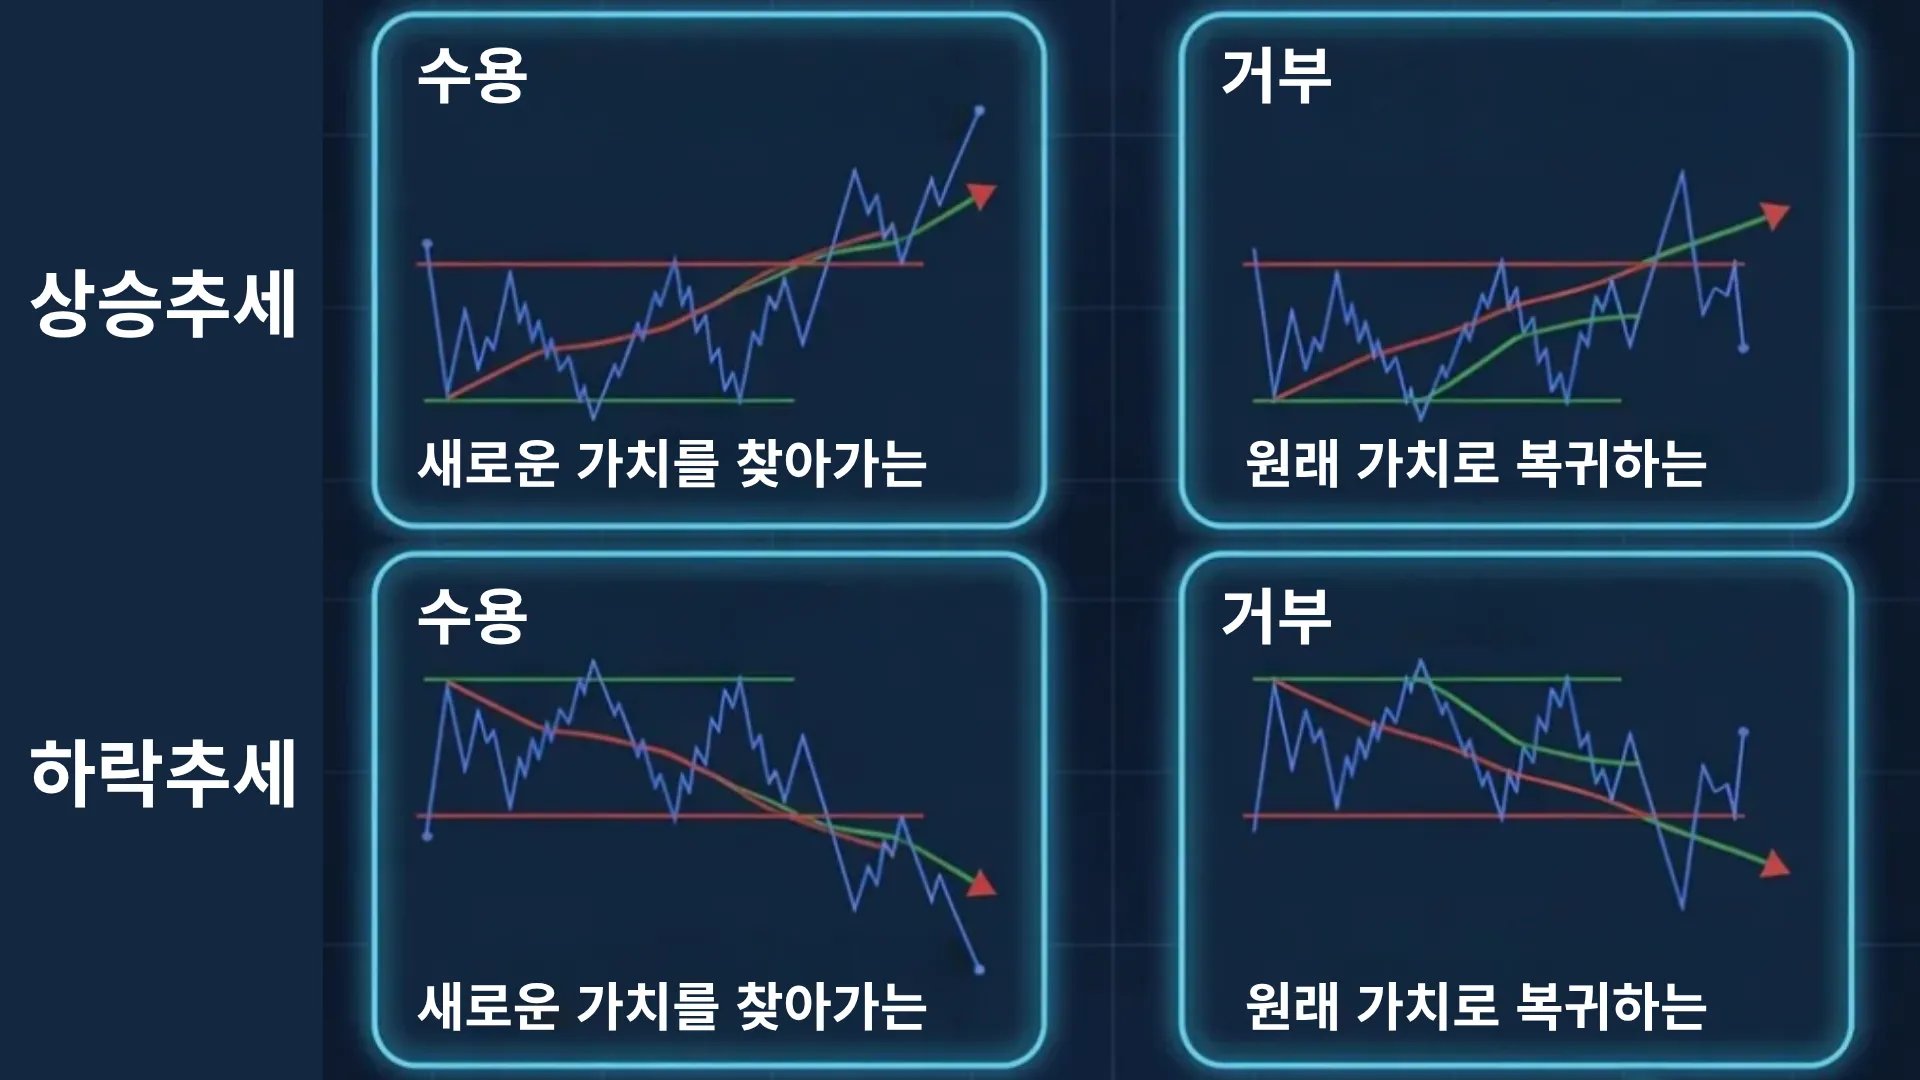 수용
거부
상승추세
새로운 가치를 찾아가는
원래 가치로 복귀하는
수용
거부
하락추세
새로운 가치를 찾아가는
원래 가치로 복귀하는